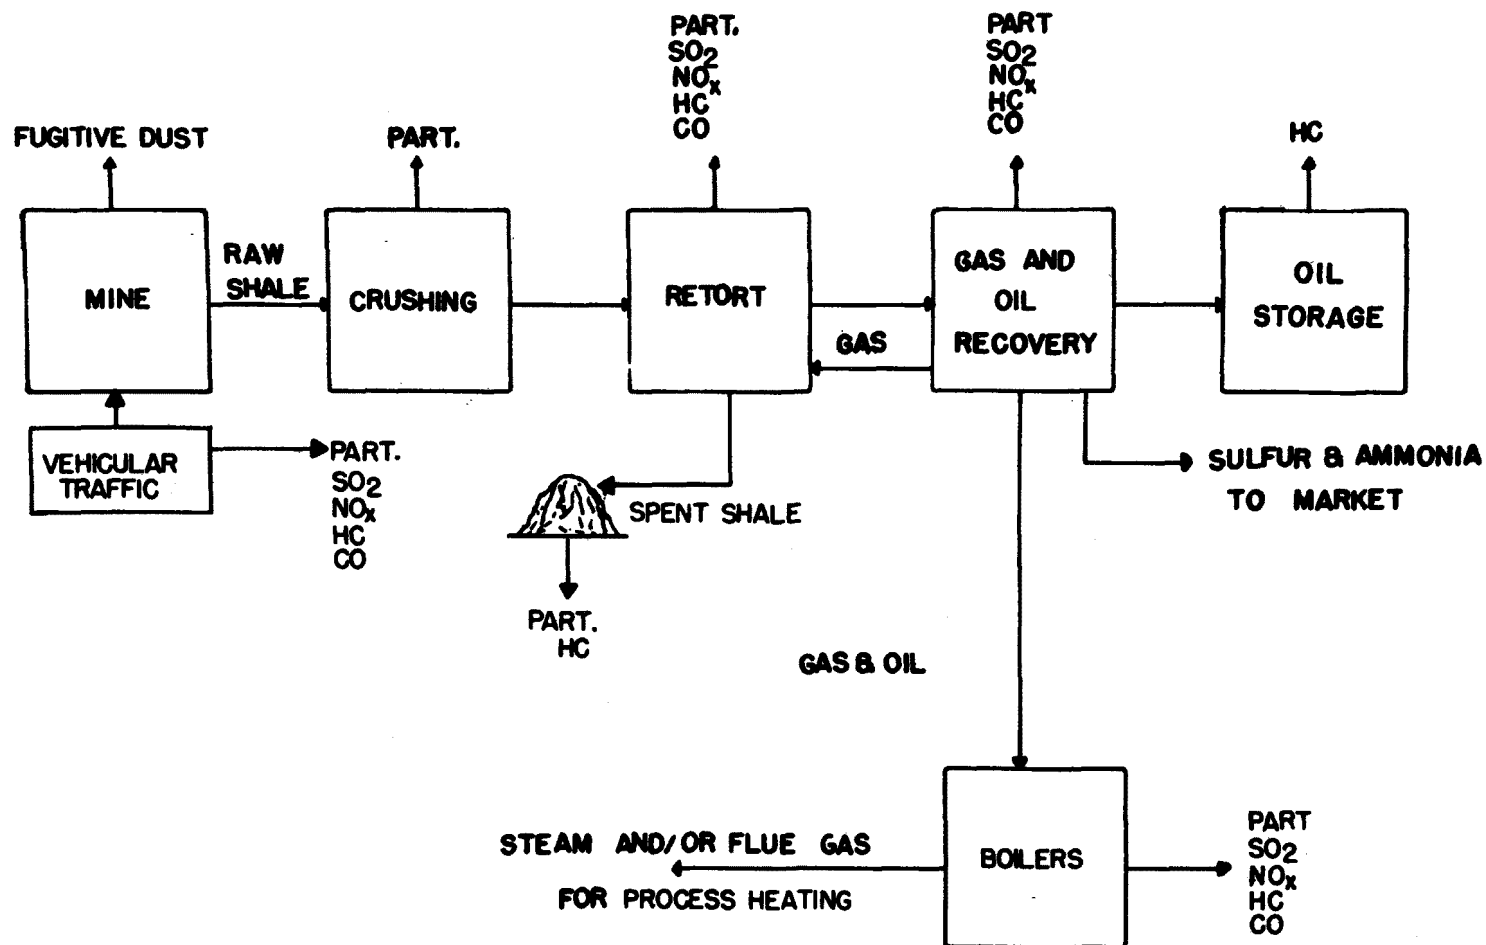 PART.
SO2
NOx
HC
CO
PART
SO2
NOx
HC
CO
FUGITIVE DUST
PART.
HC
MINE
RAW
SHALE
CRUSHING
RETORT
GAS
GAS AND
OIL
RECOVERY
OIL
STORAGE
VEHICULAR
TRAFFIC
PART.
SO2
NOx
HC
CO
SPENT SHALE
PART.
HC
SULFUR & AMMONIA
TO MARKET
GAS & OIL
STEAM AND/OR FLUE GAS
FOR PROCESS HEATING
BOILERS
PART
SO2
NOx
HC
CO